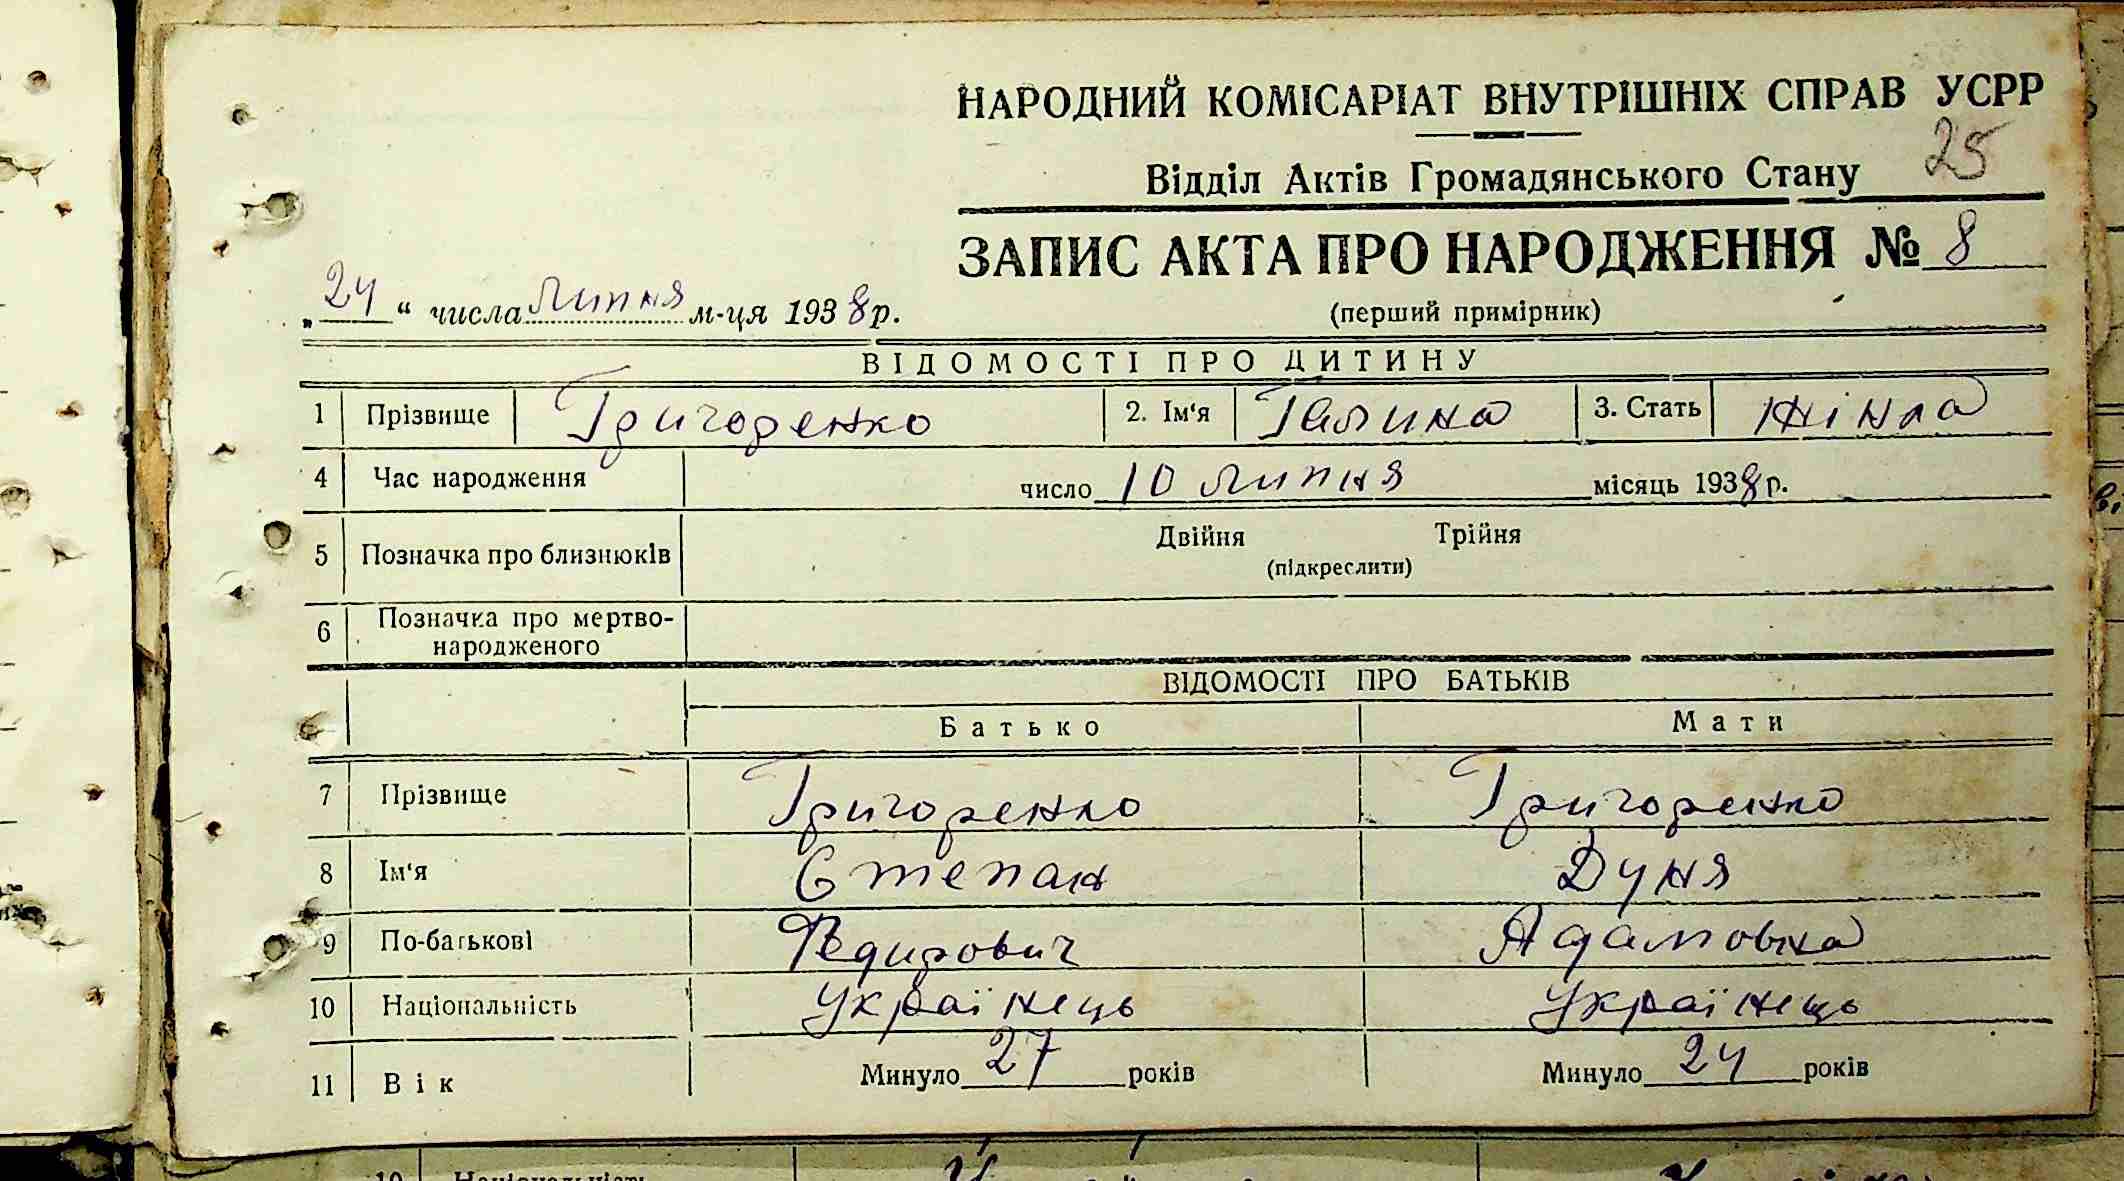 НАРОДНИЙ КОМІСАРІАТ ВНУТРІШНІХ СПРАВ УСРР
25
Відділ Актів Громадянського Стану
ЗАПИС АКТА ПРО НАРОДЖЕННЯ № 8
„24“ числа липня м-ця 1938 р.
(перший примірник)
ВІДОМОСТІ ПРО ДИТИНУ
1 Прізвище Григоренко 2. Ім‘я Галина 3. Стать жінка
4 Час народження число 10 липня місяць 1938 р.
5 Позначка про близнюків Двійня Трійня
(підкреслити)
6 Позначка про мертво-
народженого
ВІДОМОСТІ ПРО БАТЬКІВ
Батько Мати
7 Прізвище Григоренко Григоренко
8 Ім‘я Степан Дуня
9 По-батькові Федирович Адамовна
10 Національність Українець Українець
11 Вік Минуло 27 років Минуло 24 років
10 Національність